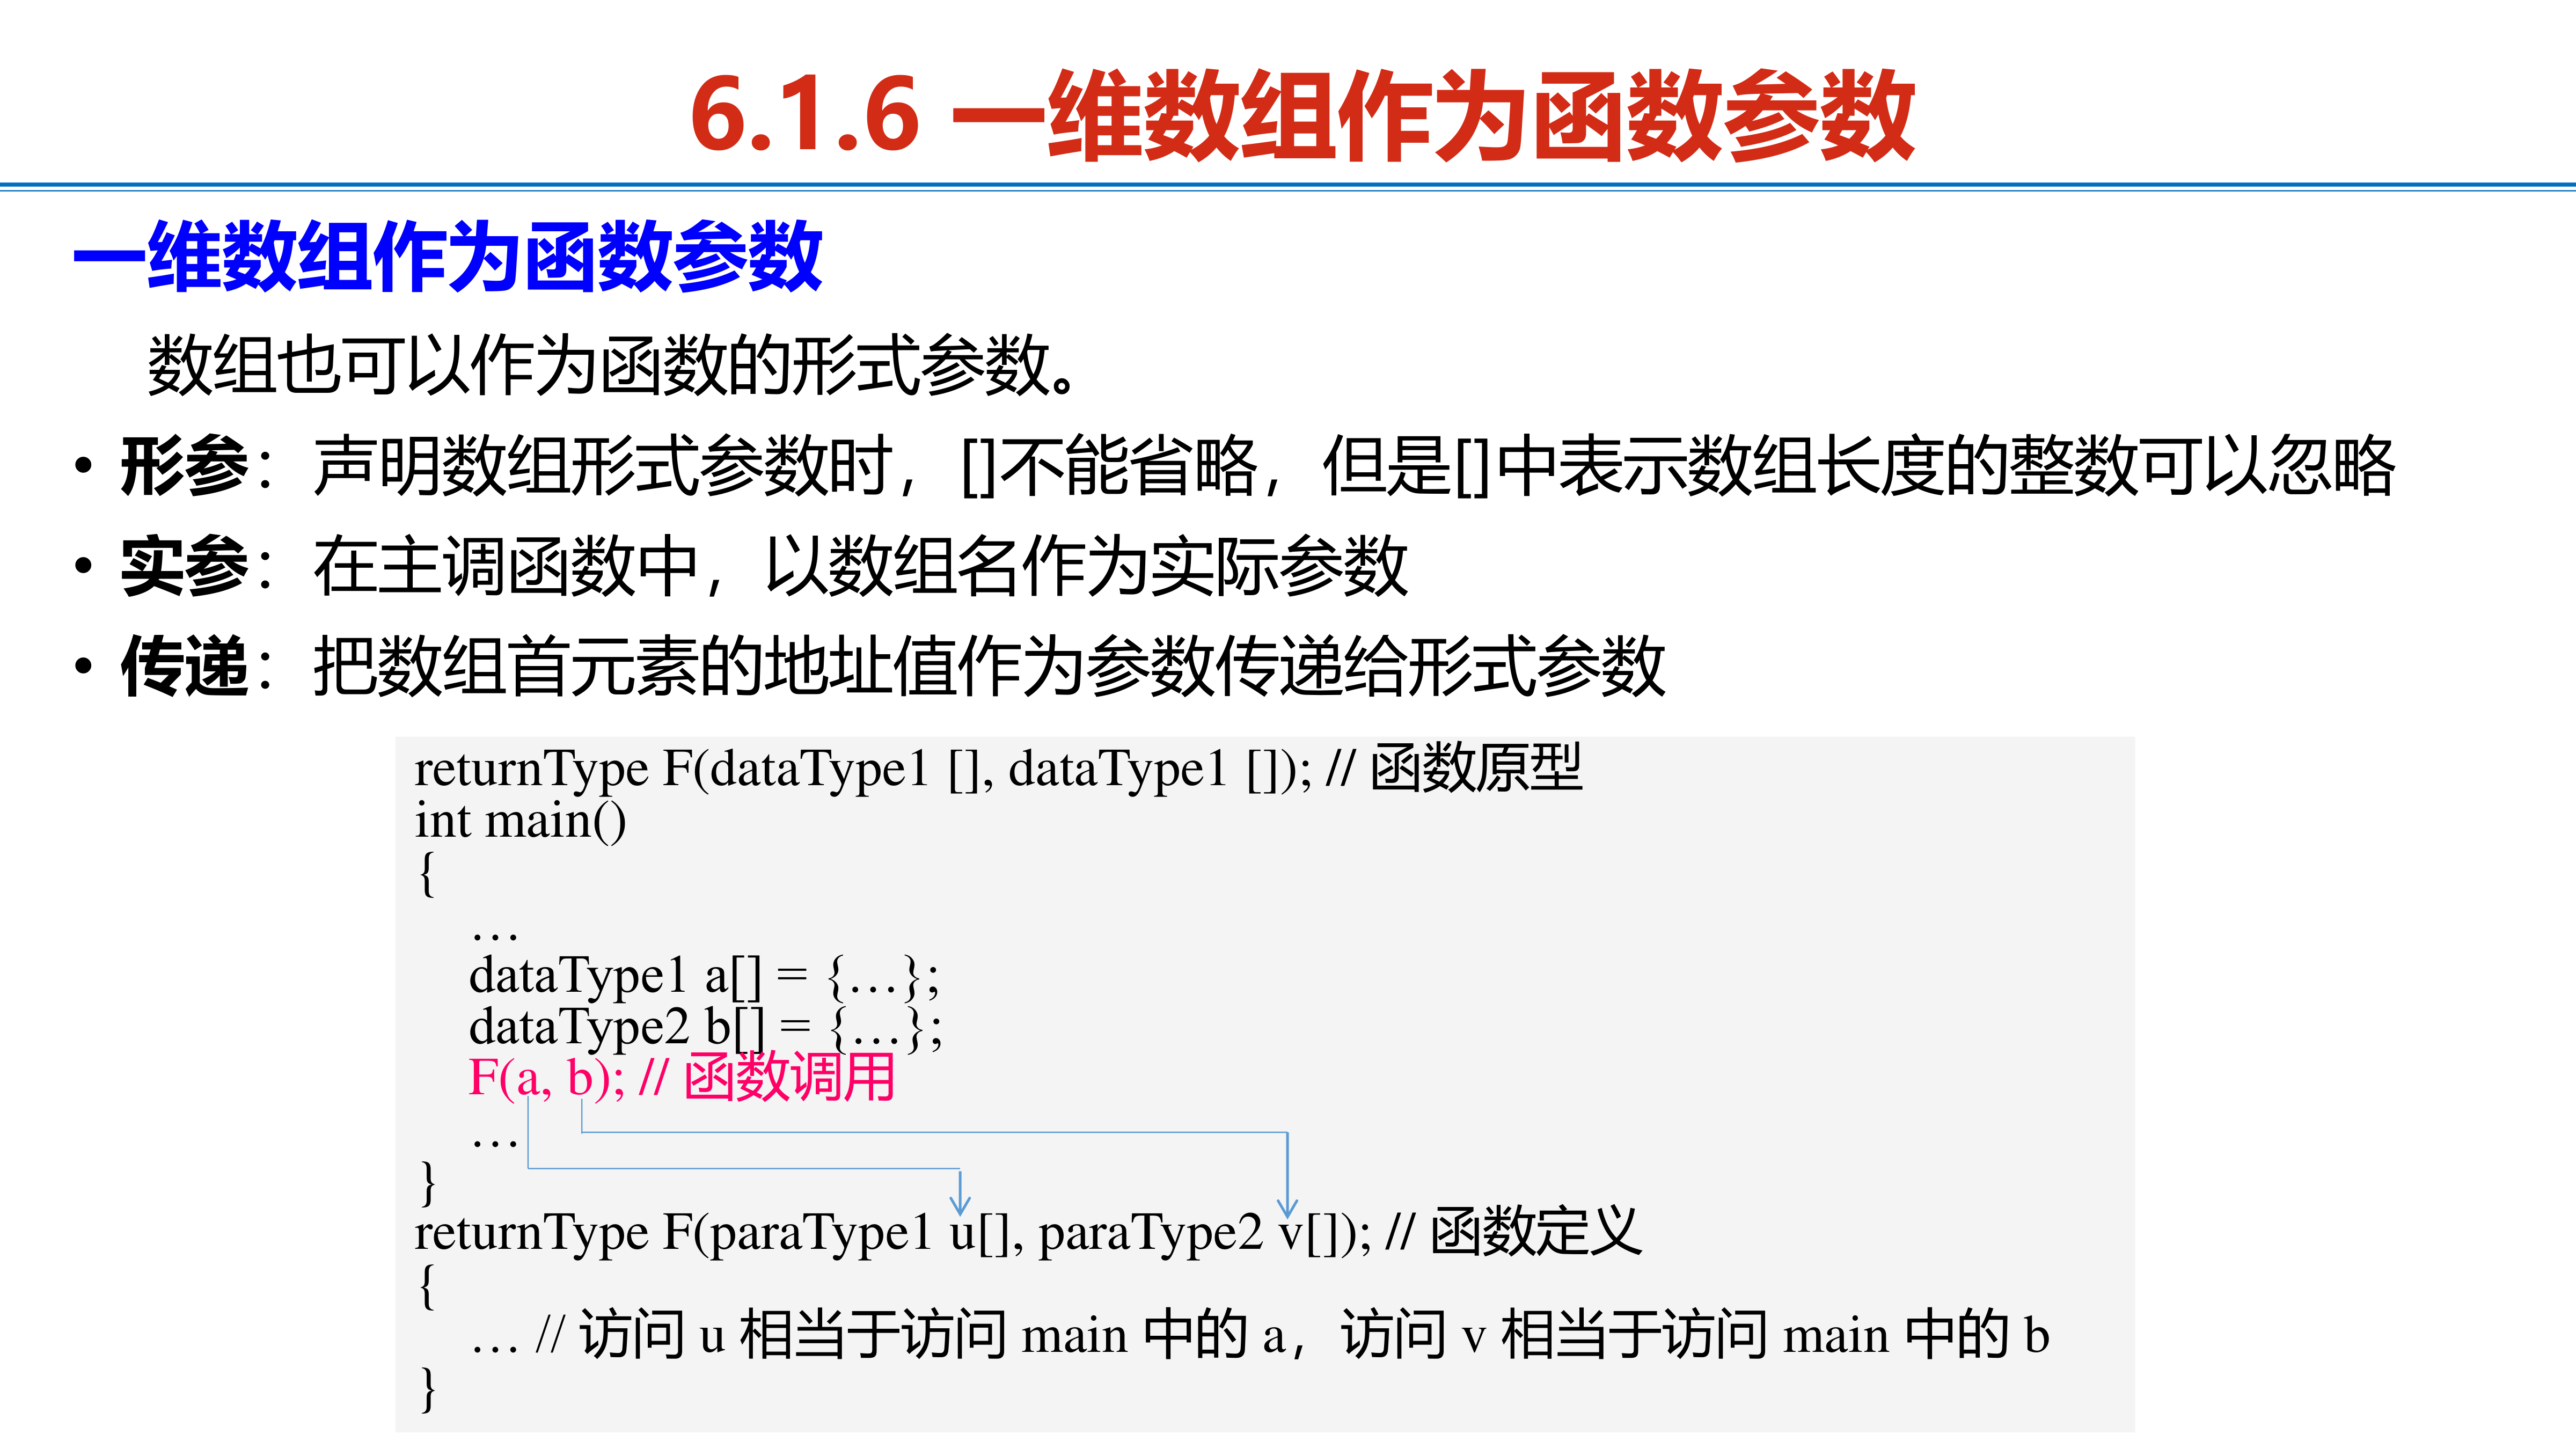 6.1.6 一维数组作为函数参数
一维数组作为函数参数
数组也可以作为函数的形式参数。
• 形参：声明数组形式参数时，[]不能省略，但是[]中表示数组长度的整数可以忽略
• 实参：在主调函数中，以数组名作为实际参数
• 传递：把数组首元素的地址值作为参数传递给形式参数
returnType F(dataType1 [], dataType1 []); // 函数原型
int main()
{
…
dataType1 a[] = {…};
dataType2 b[] = {…};
F(a, b); // 函数调用
…
}
returnType F(paraType1 u[], paraType2 v[]); // 函数定义
{
… // 访问 u 相当于访问 main 中的 a，访问 v 相当于访问 main 中的 b
}